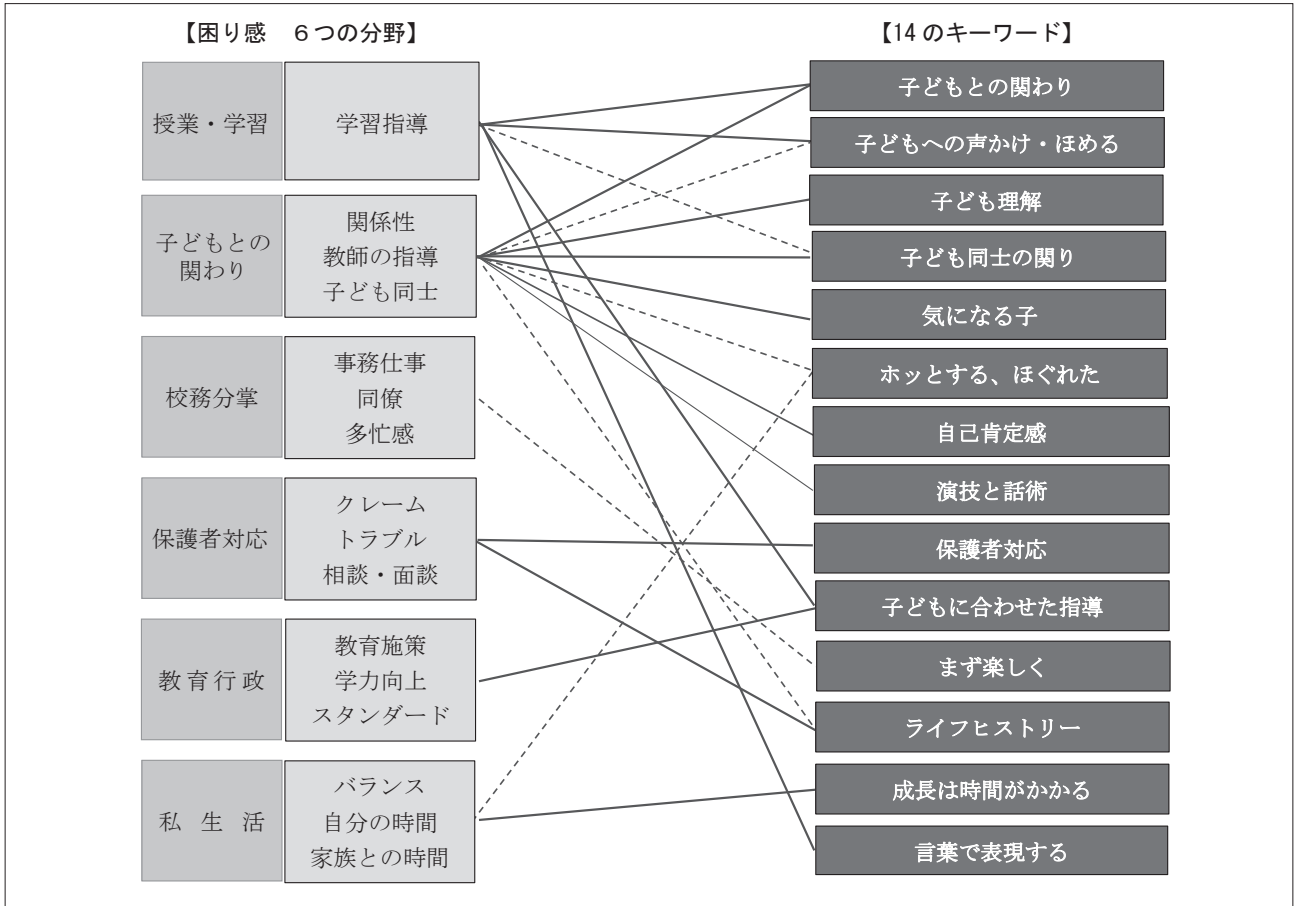 【困り感　６つの分野】
授業・学習
学習指導
子どもとの
関わり
関係性
教師の指導
子ども同士
校務分掌
事務仕事
同僚
多忙感
保護者対応
クレーム
トラブル
相談・面談
教育行政
教育施策
学力向上
スタンダード
私生活
バランス
自分の時間
家族との時間
【14のキーワード】
子どもとの関わり
子どもへの声かけ・ほめる
子ども理解
子ども同士の関り
気になる子
ホッとする、ほぐれた
自己肯定感
演技と話術
保護者対応
子どもに合わせた指導
まず楽しく
ライフヒストリー
成長は時間がかかる
言葉で表現する